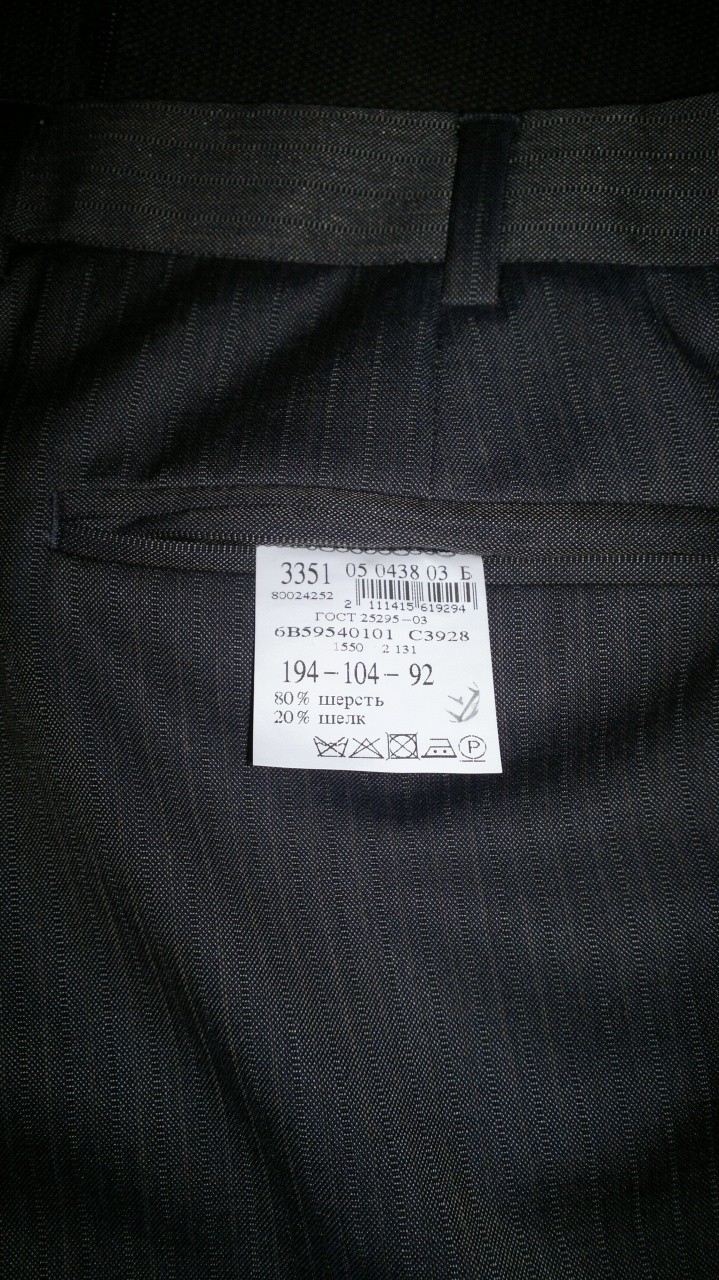 3351 05 0438 03 Б
80024252
2 111415 619294
ГОСТ 25295-03
6В59540101 С3928
1550 2 131
194-104-92
80% шерсть
20% шелк
P